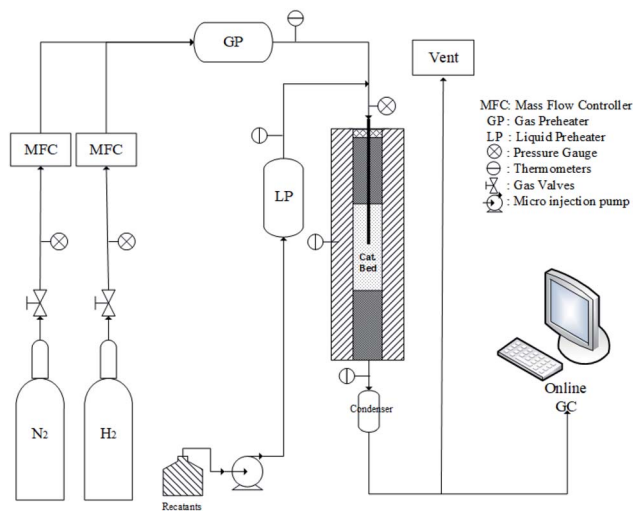 GP
Vent
MFC
MFC
MFC: Mass Flow Controller
GP: Gas Preheater
LP : Liquid Preheater
: Pressure Gauge
: Thermometers
: Gas Valves
: Micro injection pump
LP
Cat.
Bed
N2
H2
Condenser
Online
GC
Recatants